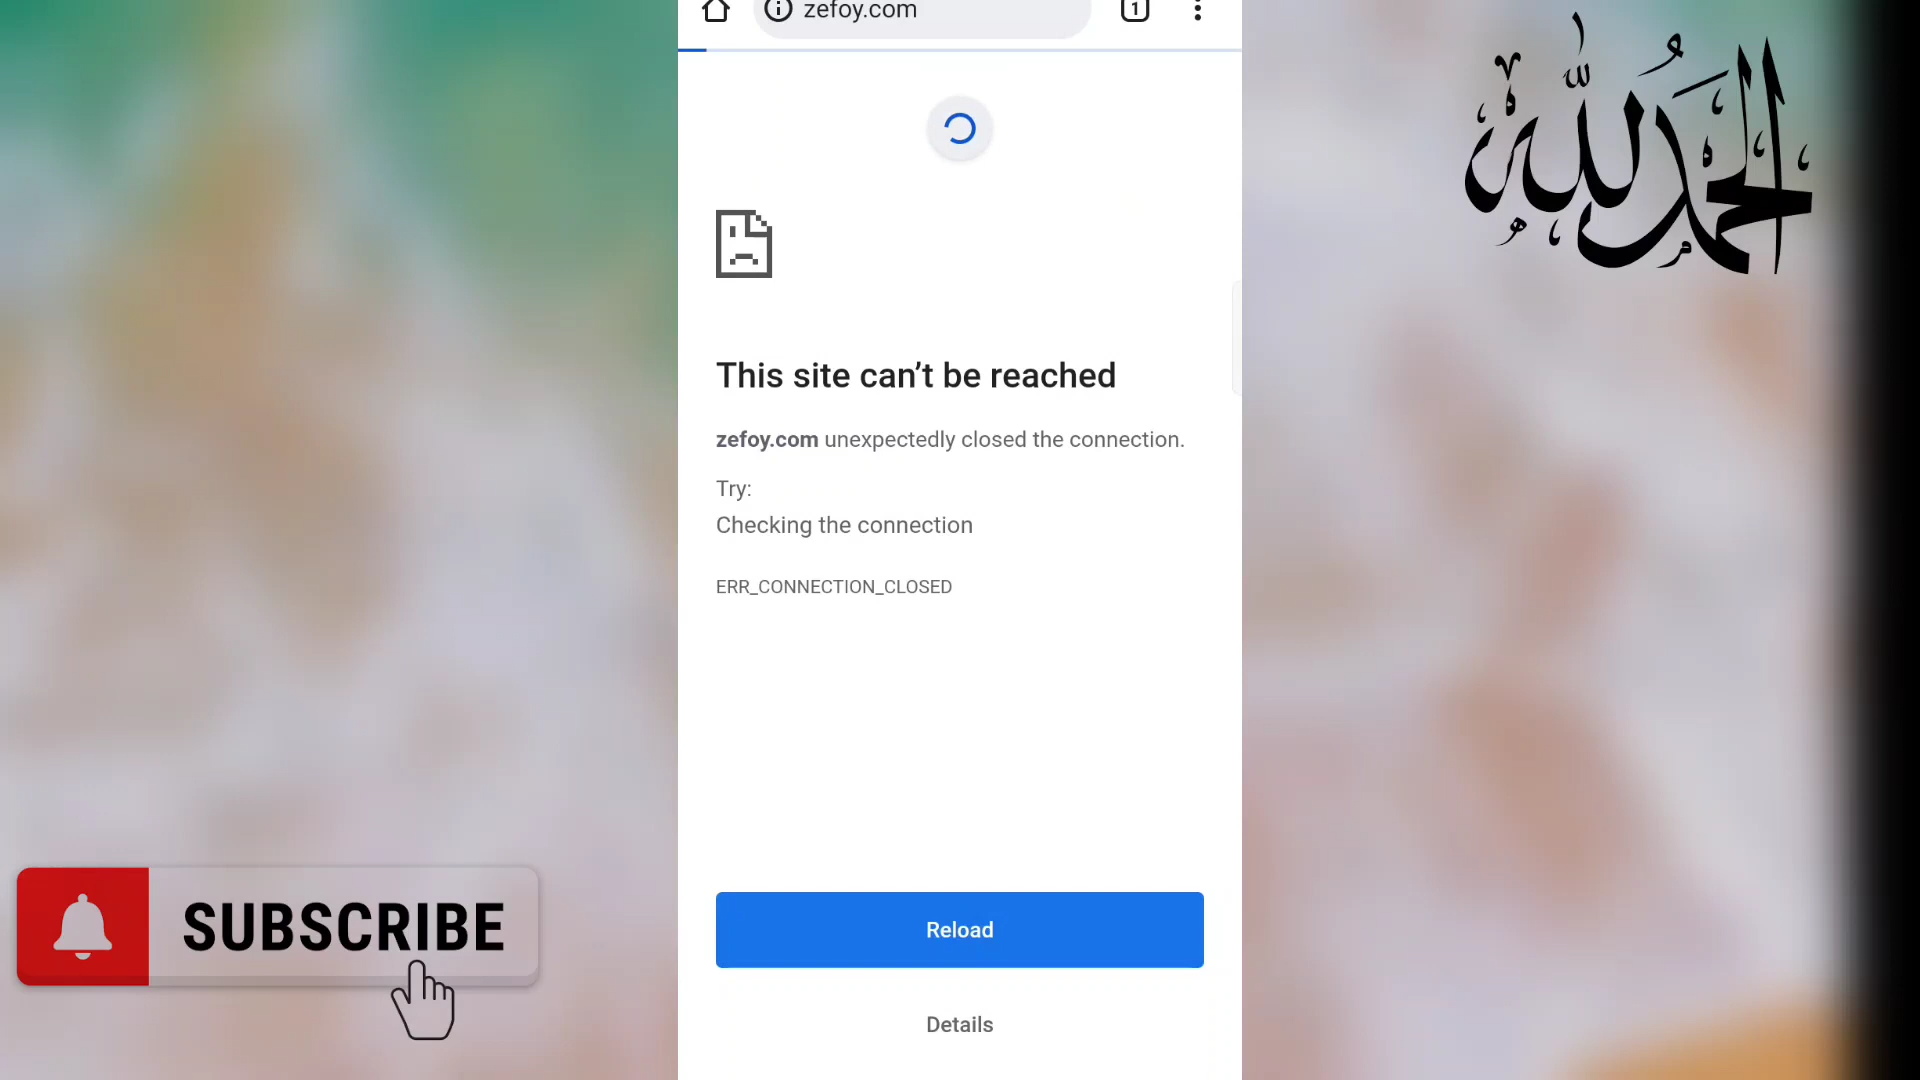 zefoy.com
1
الحمد لله
This site can’t be reached
zefoy.com unexpectedly closed the connection.
Try:
Checking the connection
ERR_CONNECTION_CLOSED
SUBSCRIBE
Reload
Details